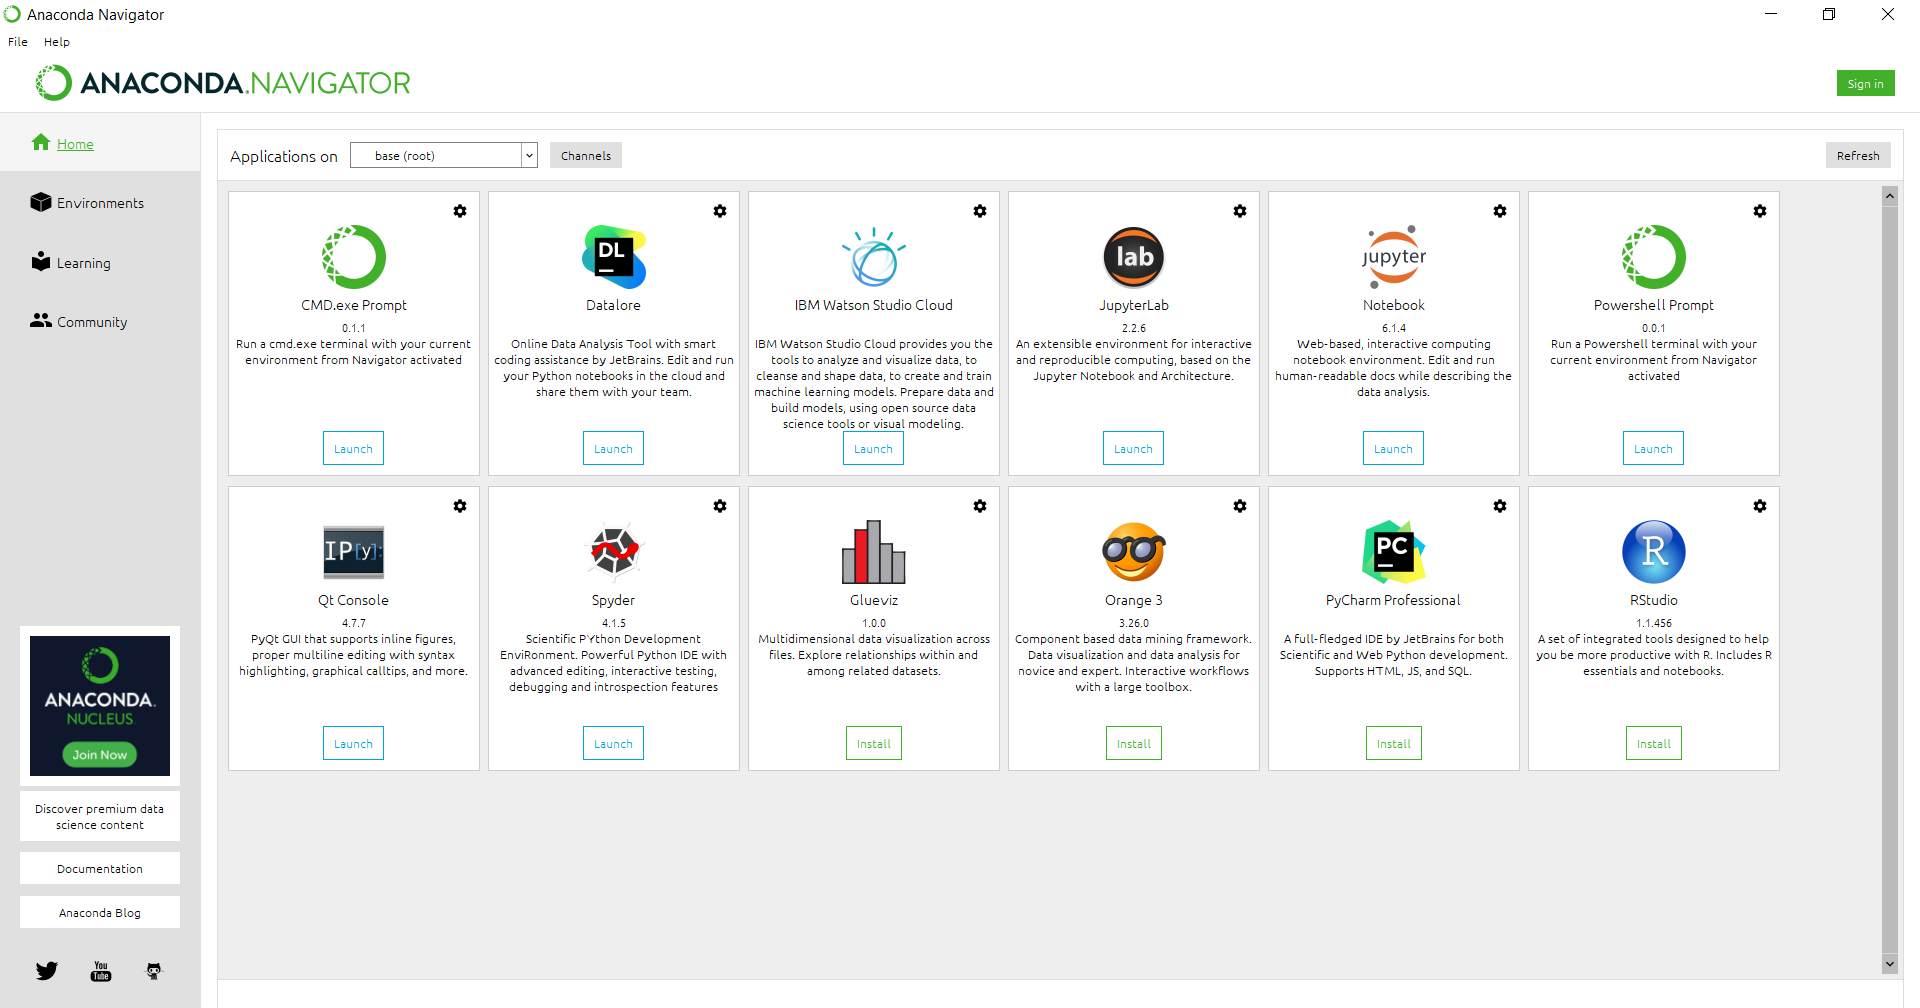 Anaconda Navigator
File Help
ANACONDA.NAVIGATOR
Sign in
Home
Environments
Learning
Community
ANACONDA.
NUCLEUS
Join Now
Discover premium data
science content
Documentation
Anaconda Blog
You
Tube
Applications on base (root) Channels Refresh
CMD.exe Prompt
0.1.1
Run a cmd.exe terminal with your current
environment from Navigator activated
Launch
DL
Datalore
Online Data Analysis Tool with smart
coding assistance by JetBrains. Edit and run
your Python notebooks in the cloud and
share them with your team.
Launch
IBM Watson Studio Cloud
IBM Watson Studio Cloud provides you the
tools to analyze and visualize data, to
cleanse and shape data, to create and train
machine learning models. Prepare data and
build models, using open source data
science tools or visual modeling.
Launch
lab
JupyterLab
2.2.6
An extensible environment for interactive
and reproducible computing, based on the
Jupyter Notebook and Architecture.
Launch
jupyter
Notebook
6.1.4
Web-based, interactive computing
notebook environment. Edit and run
human-readable docs while describing the
data analysis.
Launch
Powershell Prompt
0.0.1
Run a Powershell terminal with your
current environment from Navigator
activated
Launch
IP[y]:
Qt Console
4.7.7
PyQt GUI that supports inline figures,
proper multiline editing with syntax
highlighting, graphical calltips, and more.
Launch
Spyder
4.1.5
Scientific PYthon Development
EnviRonment. Powerful Python IDE with
advanced editing, interactive testing,
debugging and introspection features
Launch
Glueviz
1.0.0
Multidimensional data visualization across
files. Explore relationships within and
among related datasets.
Install
Orange 3
3.26.0
Component based data mining framework.
Data visualization and data analysis for
novice and expert. Interactive workflows
with a large toolbox.
Install
PC
PyCharm Professional
A full-fledged IDE by JetBrains for both
Scientific and Web Python development.
Supports HTML, JS, and SQL.
Install
R
RStudio
1.1.456
A set of integrated tools designed to help
you be more productive with R. Includes R
essentials and notebooks.
Install